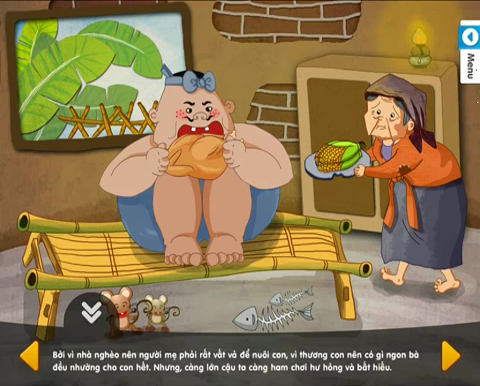 Menu
Bởi vì nhà nghèo nên người mẹ phải rất vất vả để nuôi con, vì thương con nên có gì ngon bà
đều nhường cho con hết. Nhưng, càng lớn cậu ta càng ham chơi hư hỏng và bất hiếu.